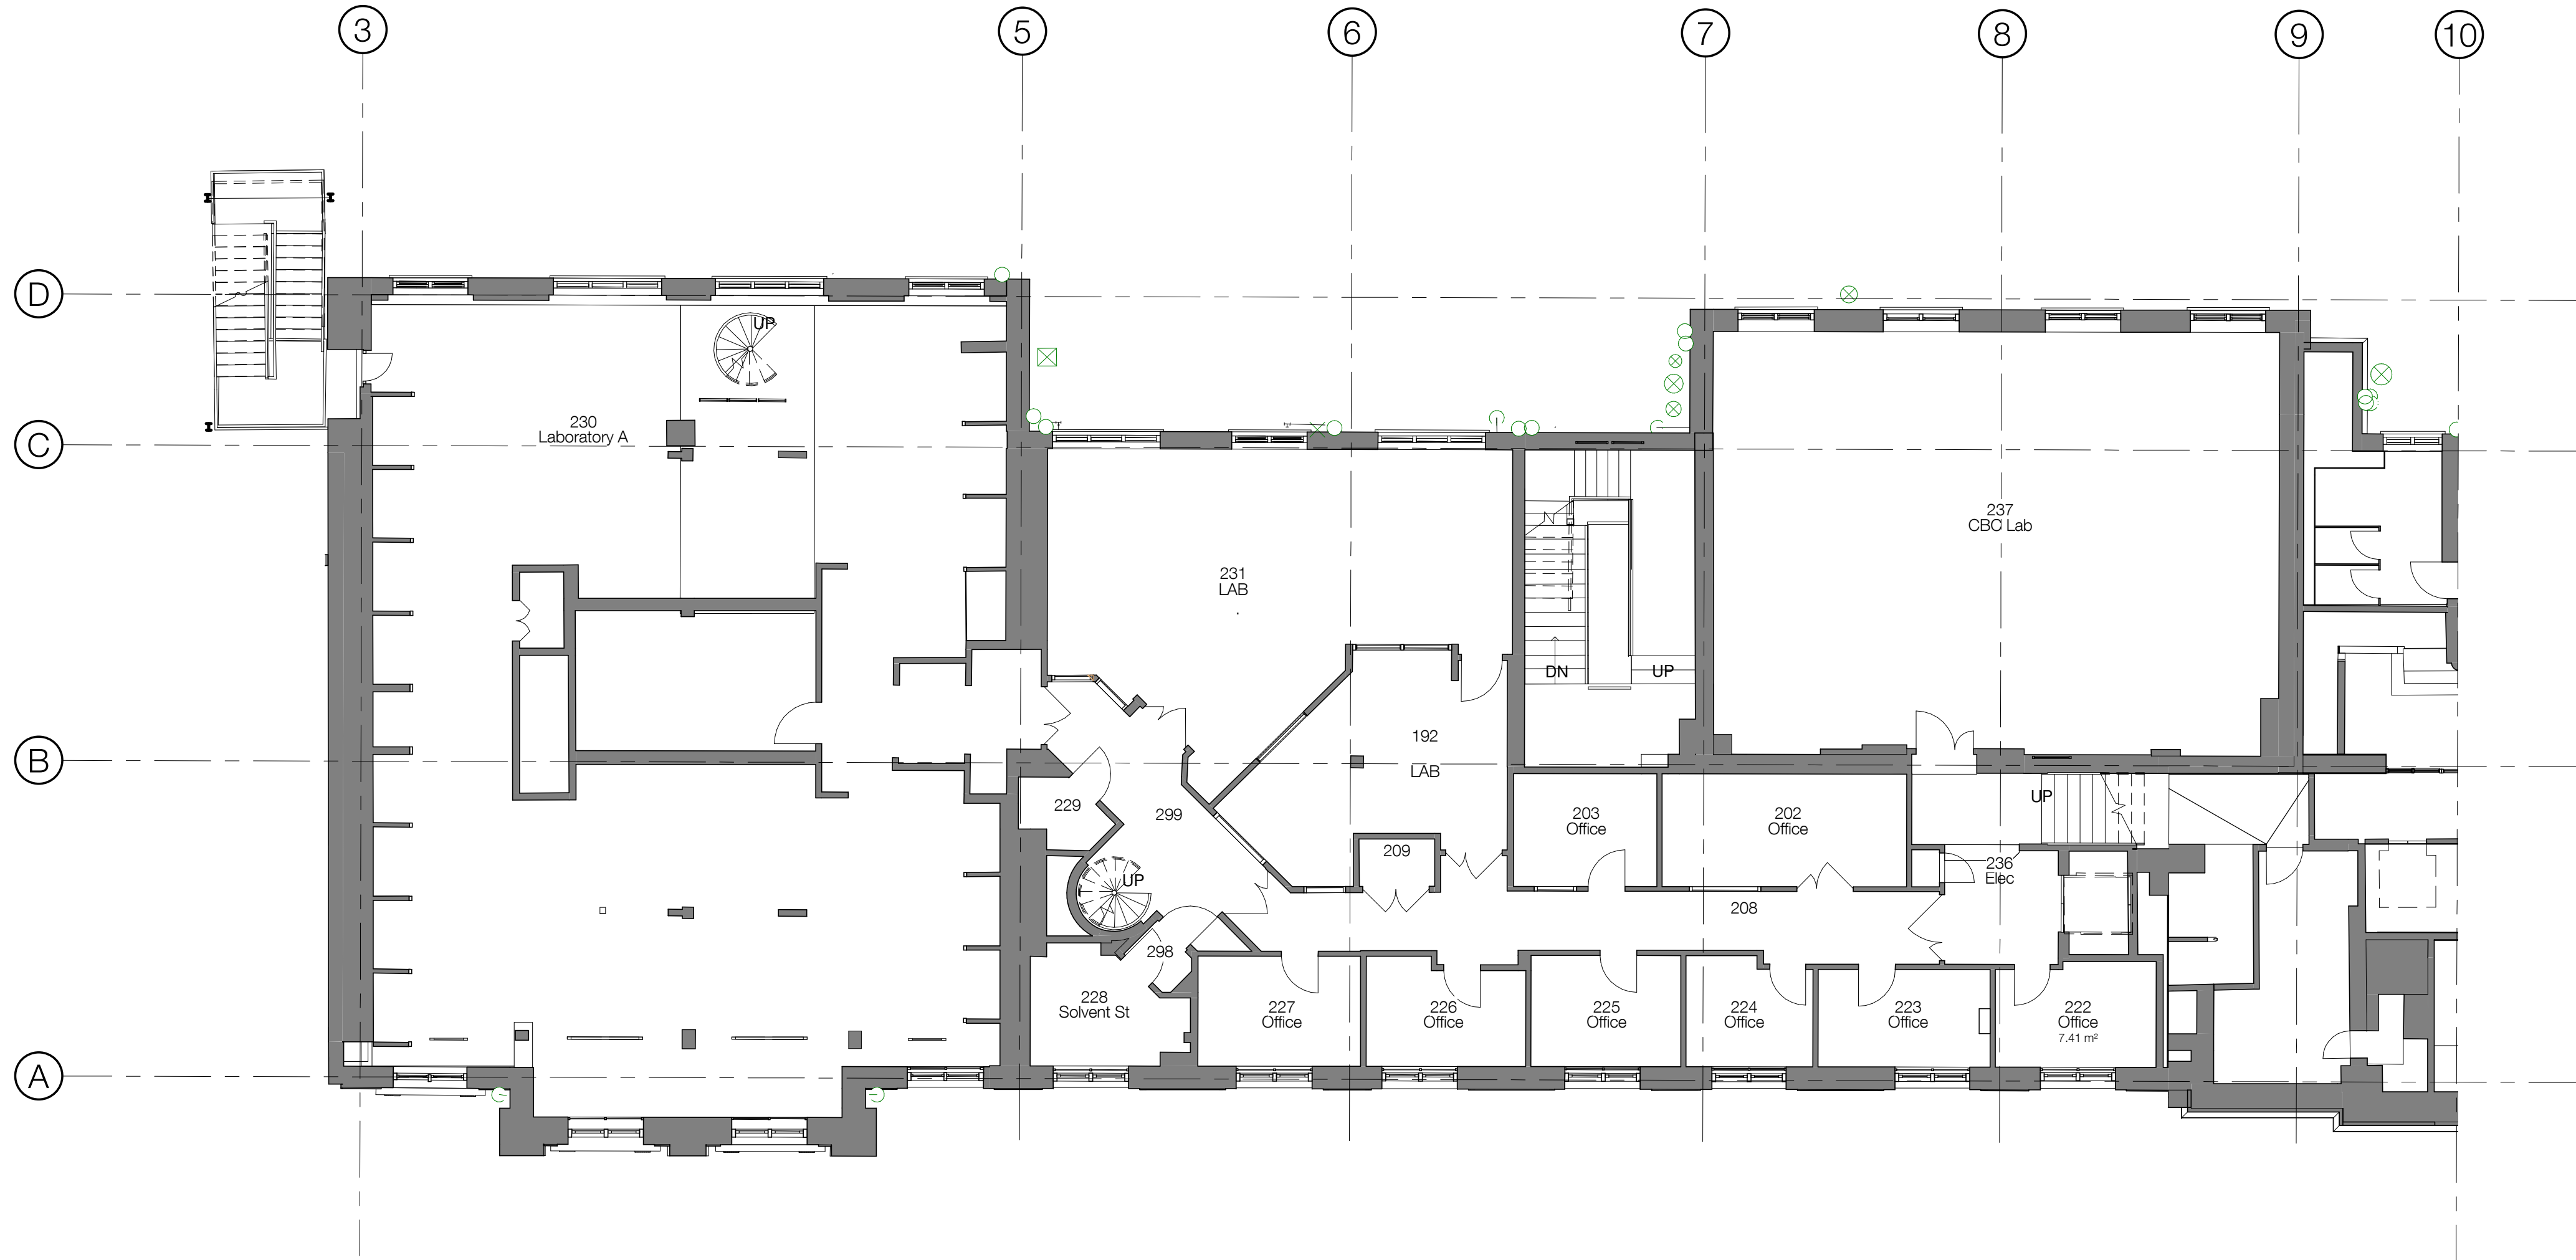 3
5
6
7
8
9
10
D
C
B
A
UP
230
Laboratory A
231
LAB
DN
UP
237
CBC Lab
192
LAB
229
299
209
203
Office
202
Office
UP
236
Elec
UP
208
298
228
Solvent St
227
Office
226
Office
225
Office
224
Office
223
Office
222
Office
7.41 m²